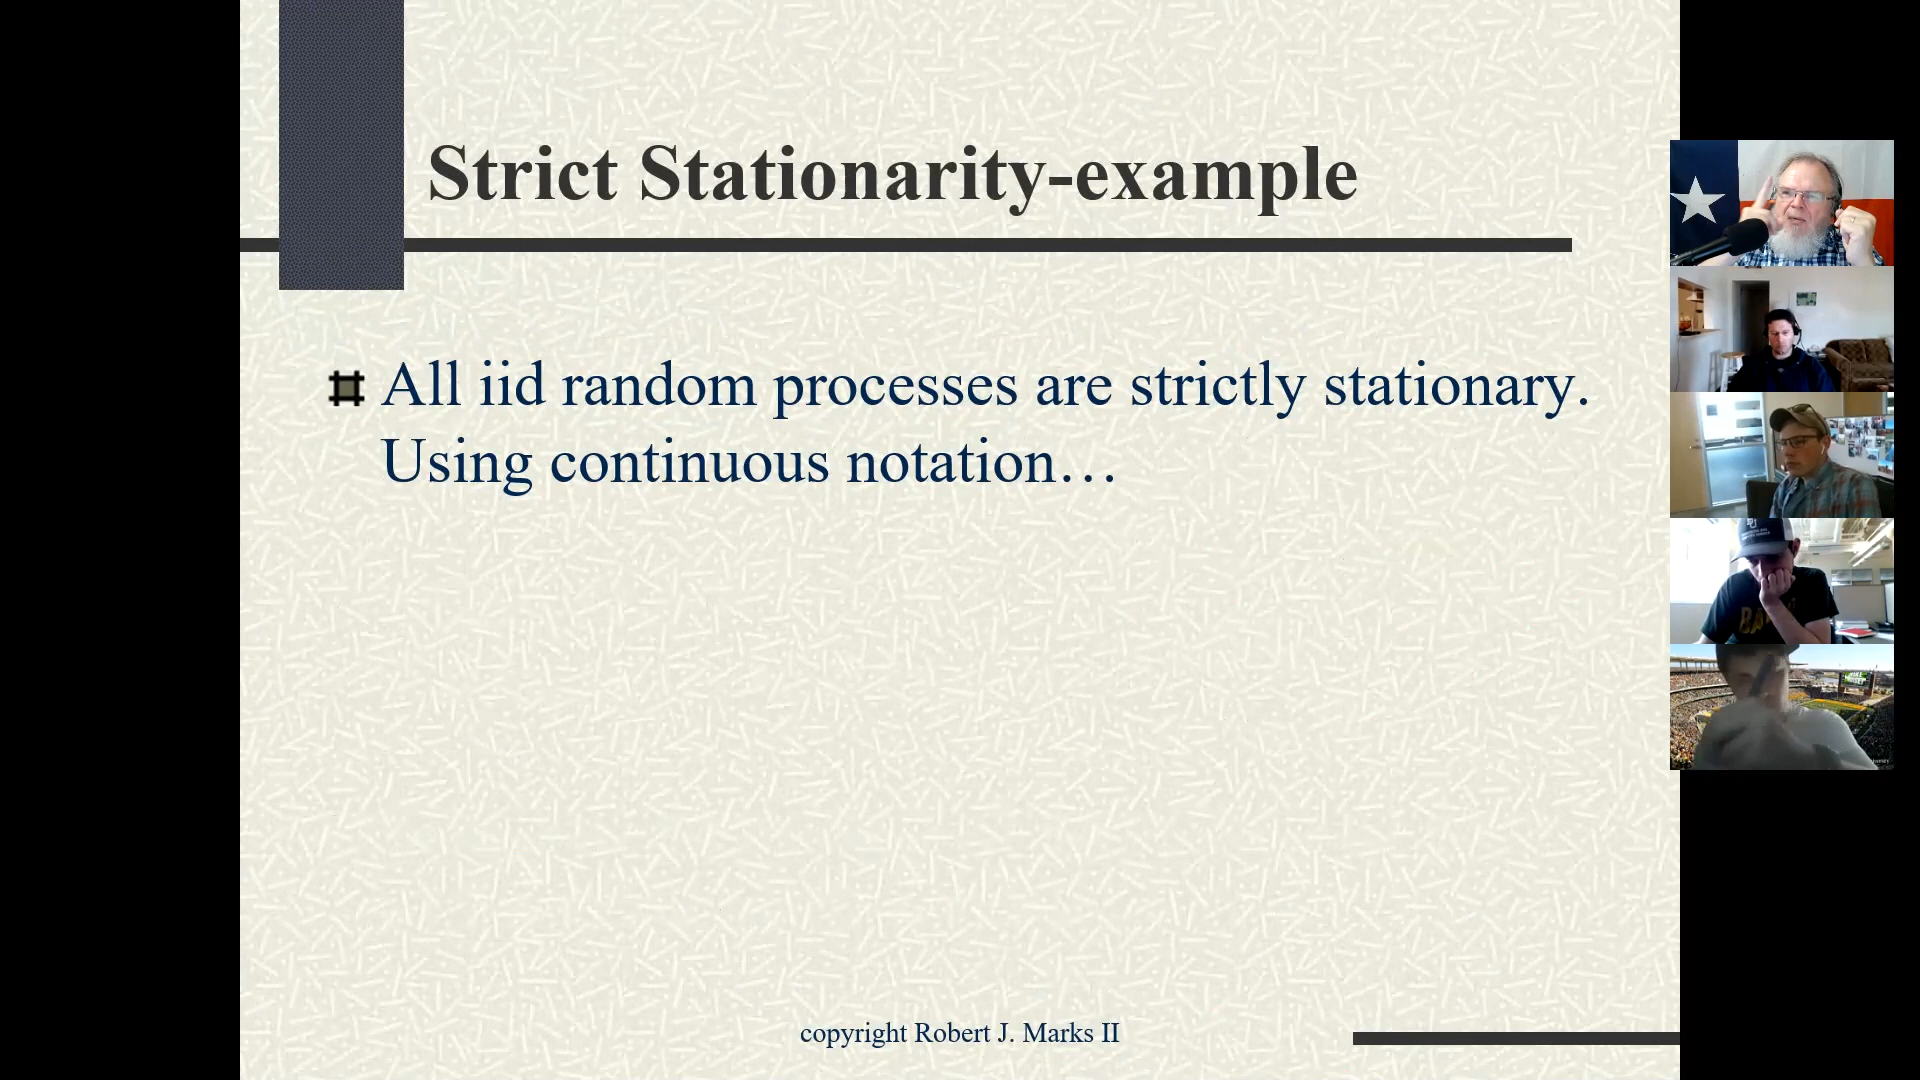 Strict Stationarity-example
All iid random processes are strictly stationary.
Using continuous notation…
copyright Robert J. Marks II